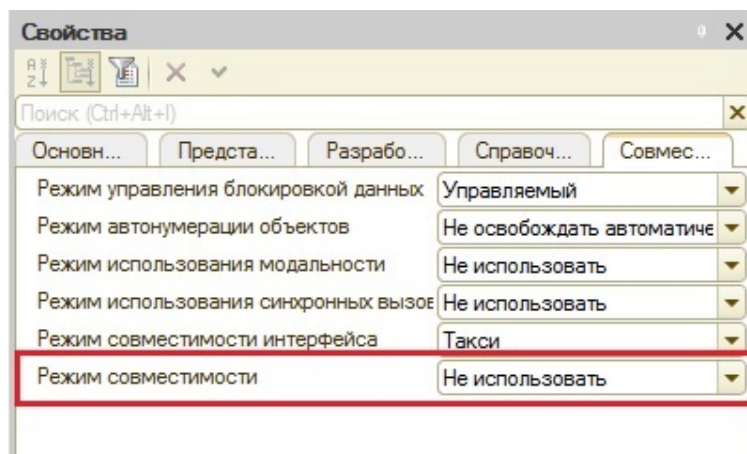 Свойства
Поиск (Ctrl+Alt+I)
Основн... Предста... Разрабо... Справоч... Совмес...
Режим управления блокировкой данных Управляемый
Режим автонумерации объектов Не освобождать автоматиче
Режим использования модальности Не использовать
Режим использования синхронных вызов Не использовать
Режим совместимости интерфейса Такси
Режим совместимости Не использовать